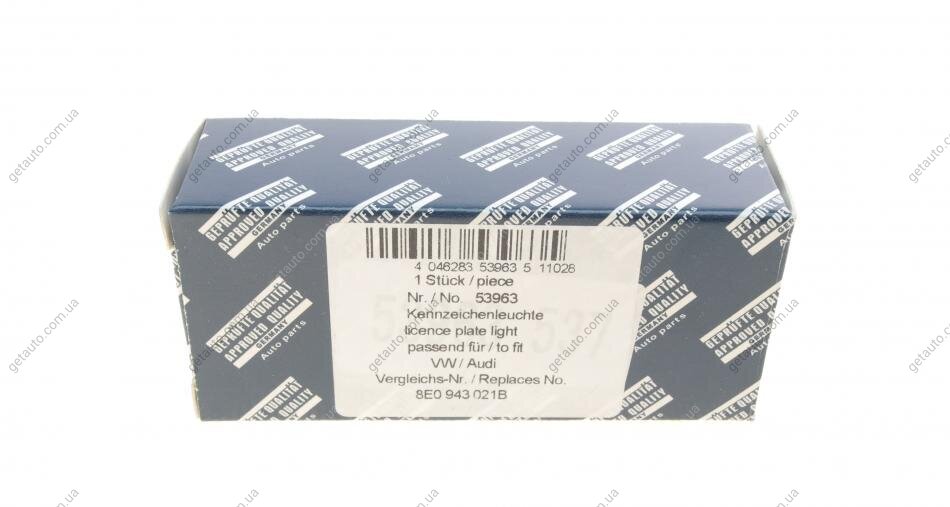 GEPRÜFTE QUALITÄT
APPROVED QUALITY
GERMANY
Auto parts
4 046283 53963 5 11028
1 Stück / piece
Nr. / No. 53963
Kennzeichenleuchte
licence plate light
passend für / to fit
VW / Audi
Vergleichs-Nr. / Replaces No.
8E0 943 021B
getauto.com.ua